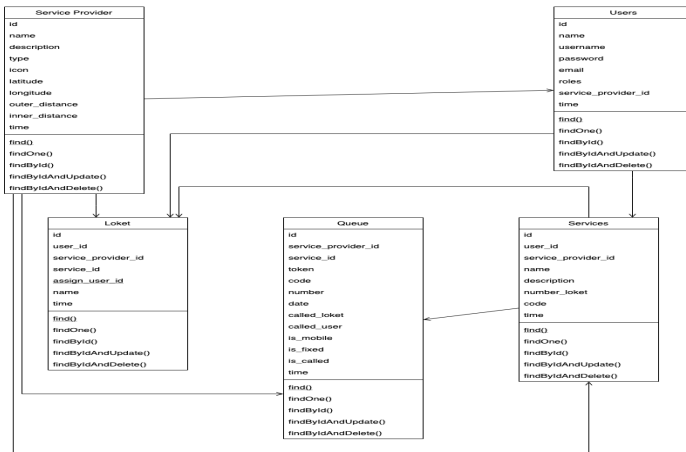 Service Provider
id
name
description
type
icon
latitude
longitude
outer_distance
inner_distance
time
find()
findOne()
findById()
findByIdAndUpdate()
findByIdAndDelete()
Users
id
name
username
password
email
roles
service_provider_id
time
find()
findOne()
findById()
findByIdAndUpdate()
findByIdAndDelete()
Loket
id
user_id
service_provider_id
service_id
assign_user_id
name
time
find()
findOne()
findById()
findByIdAndUpdate()
findByIdAndDelete()
Queue
id
service_provider_id
service_id
token
code
number
date
called_loket
called_user
is_mobile
is_fixed
is_called
time
find()
findOne()
findById()
findByIdAndUpdate()
findByIdAndDelete()
Services
id
user_id
service_provider_id
name
description
number_loket
code
time
find()
findOne()
findById()
findByIdAndUpdate()
findByIdAndDelete()